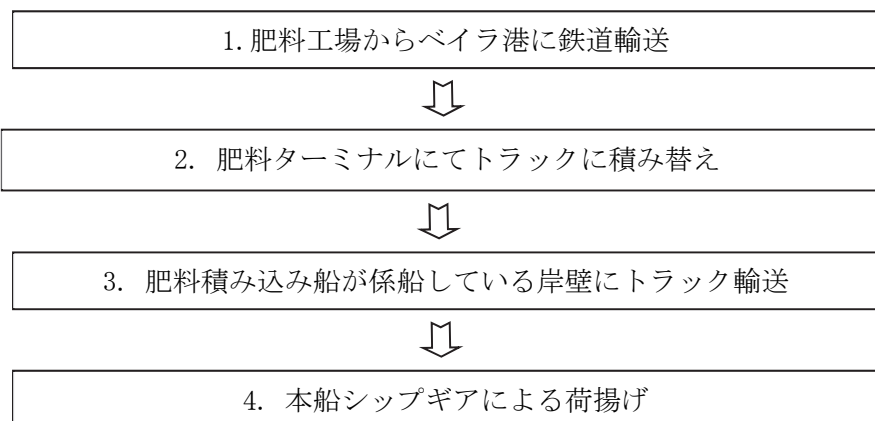 1.肥料工場からベイラ港に鉄道輸送
2. 肥料ターミナルにてトラックに積み替え
3. 肥料積み込み船が係船している岸壁にトラック輸送
4. 本船シップギアによる荷揚げ